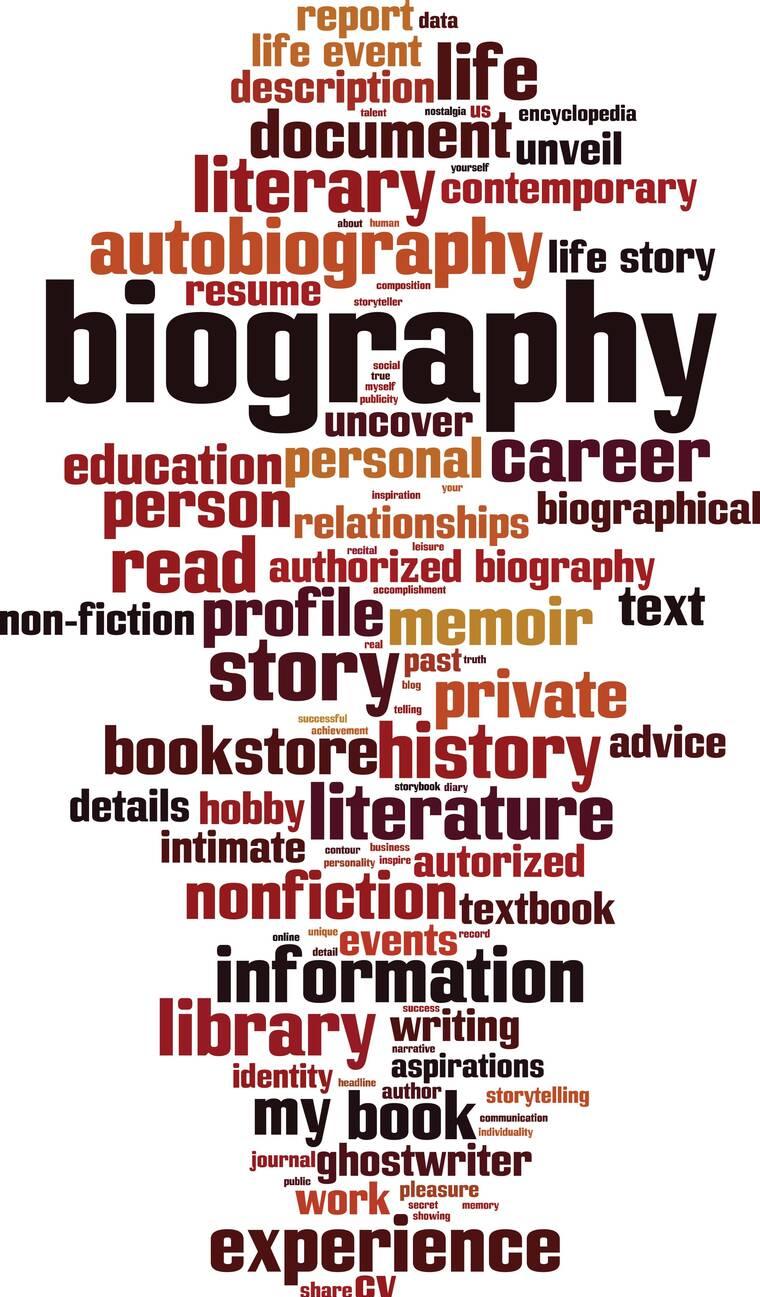 report data
life event
life
description
talent nostalgia us encyclopedia
document unveil
yourself
literary contemporary
about human
autobiography life story
resume composition
storyteller
biography
social
true
myself
publicity
uncover
education personal career
your
person inspiration biographical
relationships
recital leisure
read authorized biography
accomplishment
non-fiction profile memoir text
real
story past truth
blog private
telling
successful
achievement
bookstore history advice
storybook diary
details hobby literature
intimate contour business
personality inspire autorized
nonfiction textbook
online unique events record
detail
information
success
library writing
narrative
aspirations
identity headline
author storytelling
my book communication
individuality
journal ghostwriter
public
work pleasure
secret memory
showing
experience
share CV